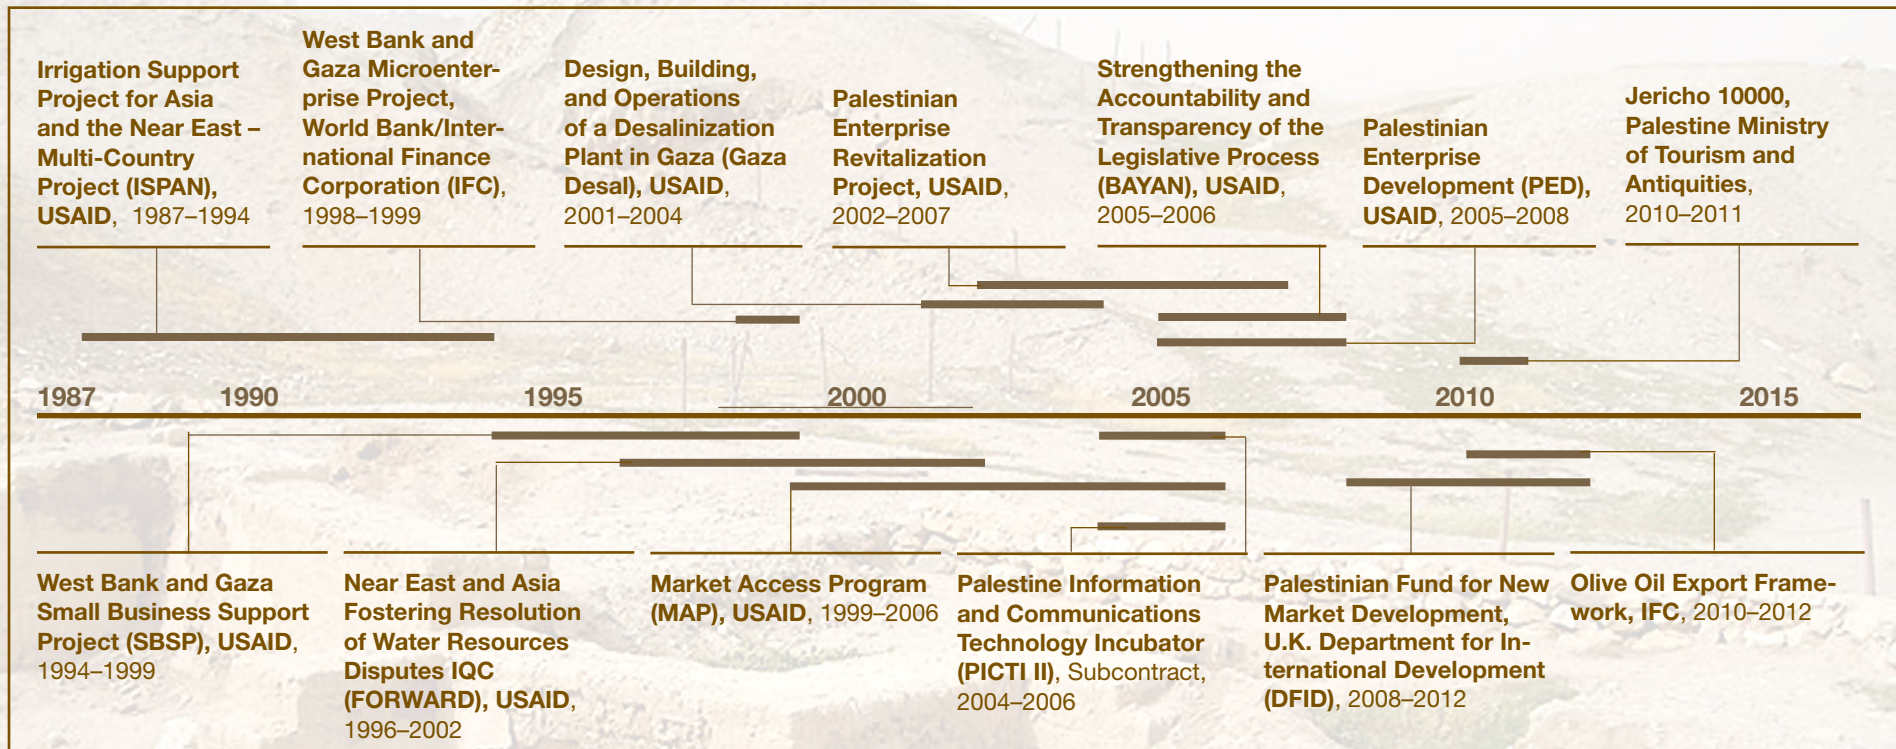 Irrigation Support
Project for Asia
and the Near East –
Multi-Country
Project (ISPAN),
USAID, 1987–1994
West Bank and
Gaza Microenter-
prise Project,
World Bank/Inter-
national Finance
Corporation (IFC),
1998–1999
Design, Building,
and Operations
of a Desalinization
Plant in Gaza (Gaza
Desal), USAID,
2001–2004
Palestinian
Enterprise
Revitalization
Project, USAID,
2002–2007
Strengthening the
Accountability and
Transparency of the
Legislative Process
(BAYAN), USAID,
2005–2006
Palestinian
Enterprise
Development (PED),
USAID, 2005–2008
Jericho 10000,
Palestine Ministry
of Tourism and
Antiquities,
2010–2011
1987 1990 1995 2000 2005 2010 2015
West Bank and Gaza
Small Business Support
Project (SBSP), USAID,
1994–1999
Near East and Asia
Fostering Resolution
of Water Resources
Disputes IQC
(FORWARD), USAID,
1996–2002
Market Access Program
(MAP), USAID, 1999–2006
Palestine Information
and Communications
Technology Incubator
(PICTI II), Subcontract,
2004–2006
Palestinian Fund for New
Market Development,
U.K. Department for In-
ternational Development
(DFID), 2008–2012
Olive Oil Export Frame-
work, IFC, 2010–2012